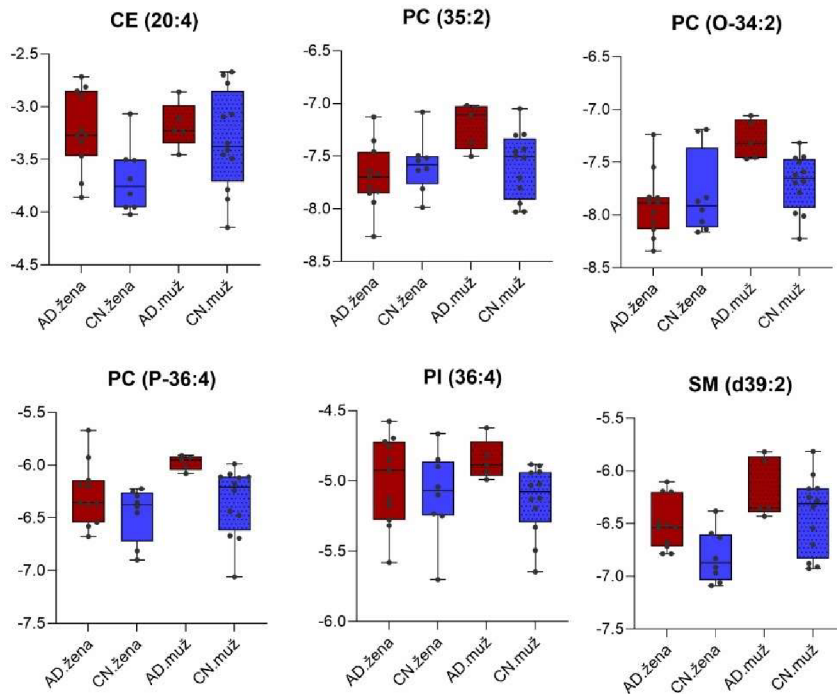 CE (20:4)
-2.5
-3.0
-3.5
-4.0
-4.5
AD.žena
CN.žena
AD.muž
CN.muž
PC (35:2)
-6.5
-7.0
-7.5
-8.0
-8.5
AD.žena
CN.žena
AD.muž
CN.muž
PC (O-34:2)
-6.5
-7.0
-7.5
-8.0
-8.5
AD.žena
CN.žena
AD.muž
CN.muž
PC (P-36:4)
-5.5
-6.0
-6.5
-7.0
-7.5
AD.žena
CN.žena
AD.muž
CN.muž
PI (36:4)
-4.5
-5.0
-5.5
-6.0
AD.žena
CN.žena
AD.muž
CN.muž
SM (d39:2)
-5.5
-6.0
-6.5
-7.0
-7.5
AD.žena
CN.žena
AD.muž
CN.muž